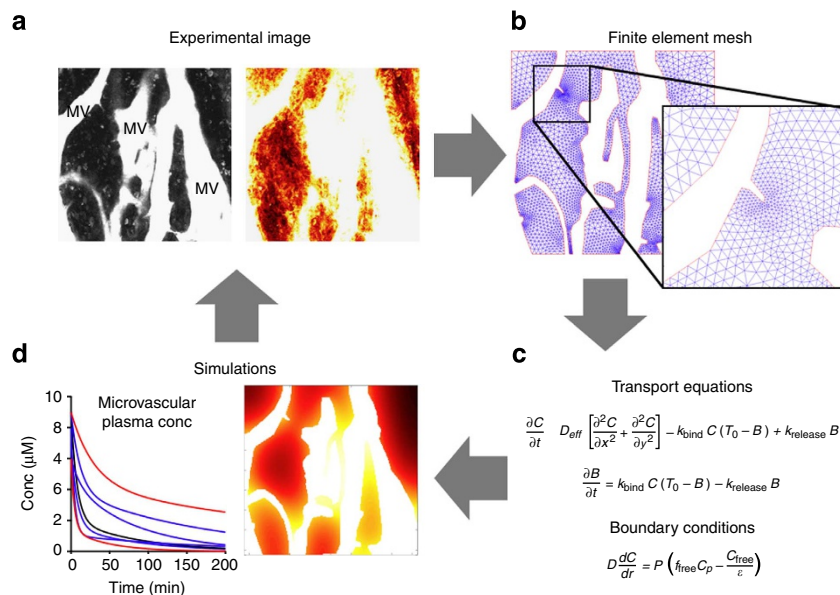 a
Experimental image
MV
MV
MV
b
Finite element mesh
c
Transport equations
∂C/∂t D_eff [∂²C/∂x² + ∂²C/∂y²] – k_bind C (T₀ – B) + k_release B
∂B/∂t = k_bind C (T₀ – B) – k_release B
Boundary conditions
D dC/dr = P (f_free C_p – C_free/ε)
d
Simulations
Microvascular
plasma conc
Conc (μM)
10
8
6
2
2
0
0
50
100
150
200
Time (min)